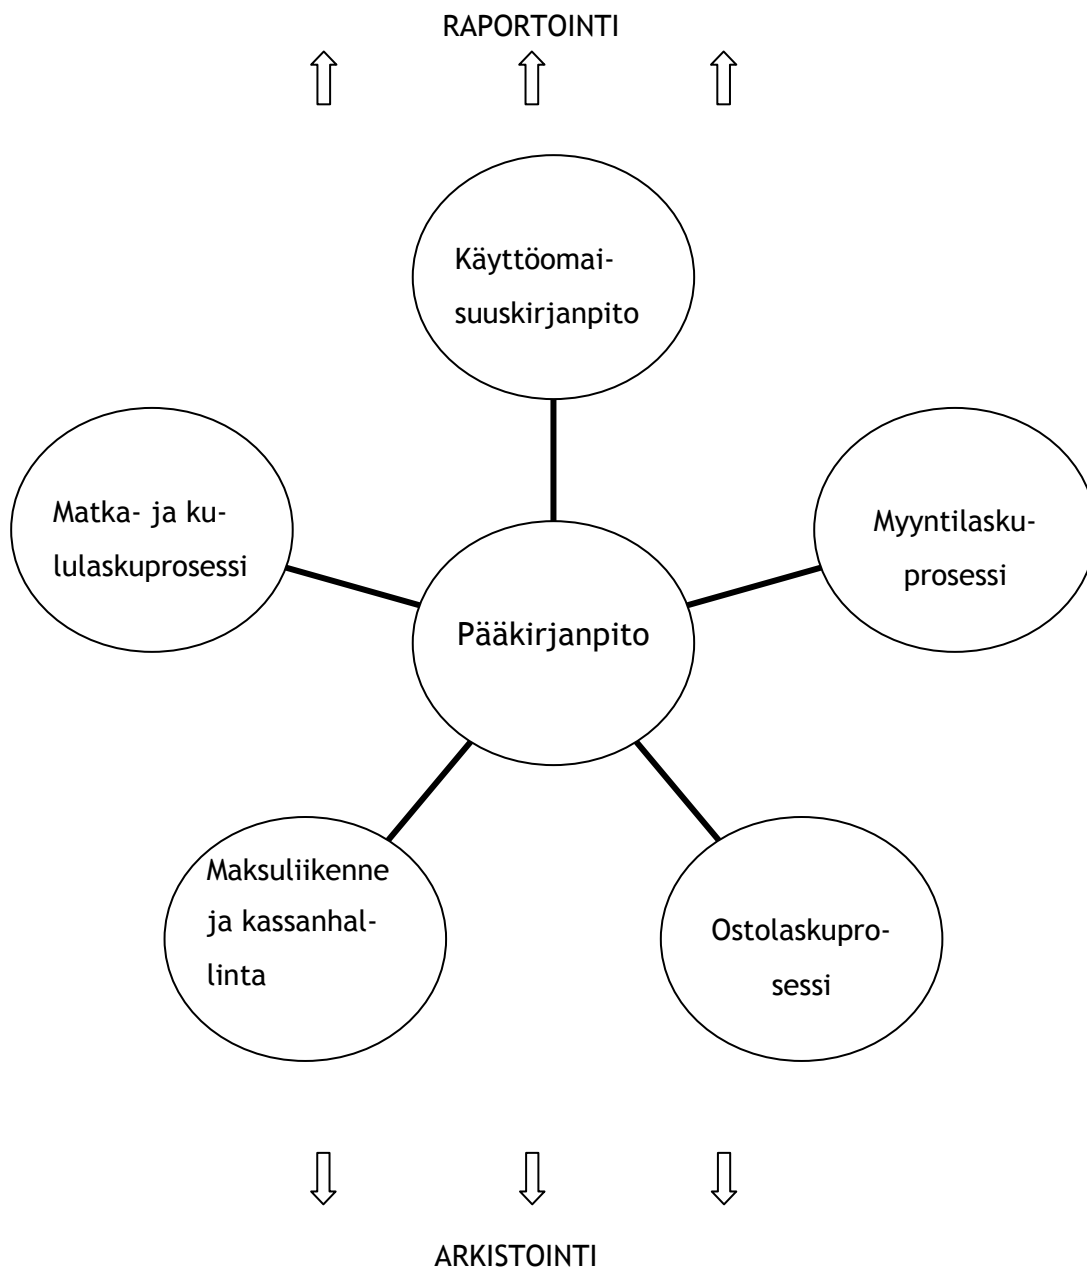 RAPORTOINTI
Käyttöomai-
suuskirjanpito
Matka- ja ku-
lulaskuprosessi
Myyntilasku-
prosessi
Pääkirjanpito
Maksuliikenne
ja kassanhal-
linta
Ostolaskupro-
sessi
ARKISTOINTI